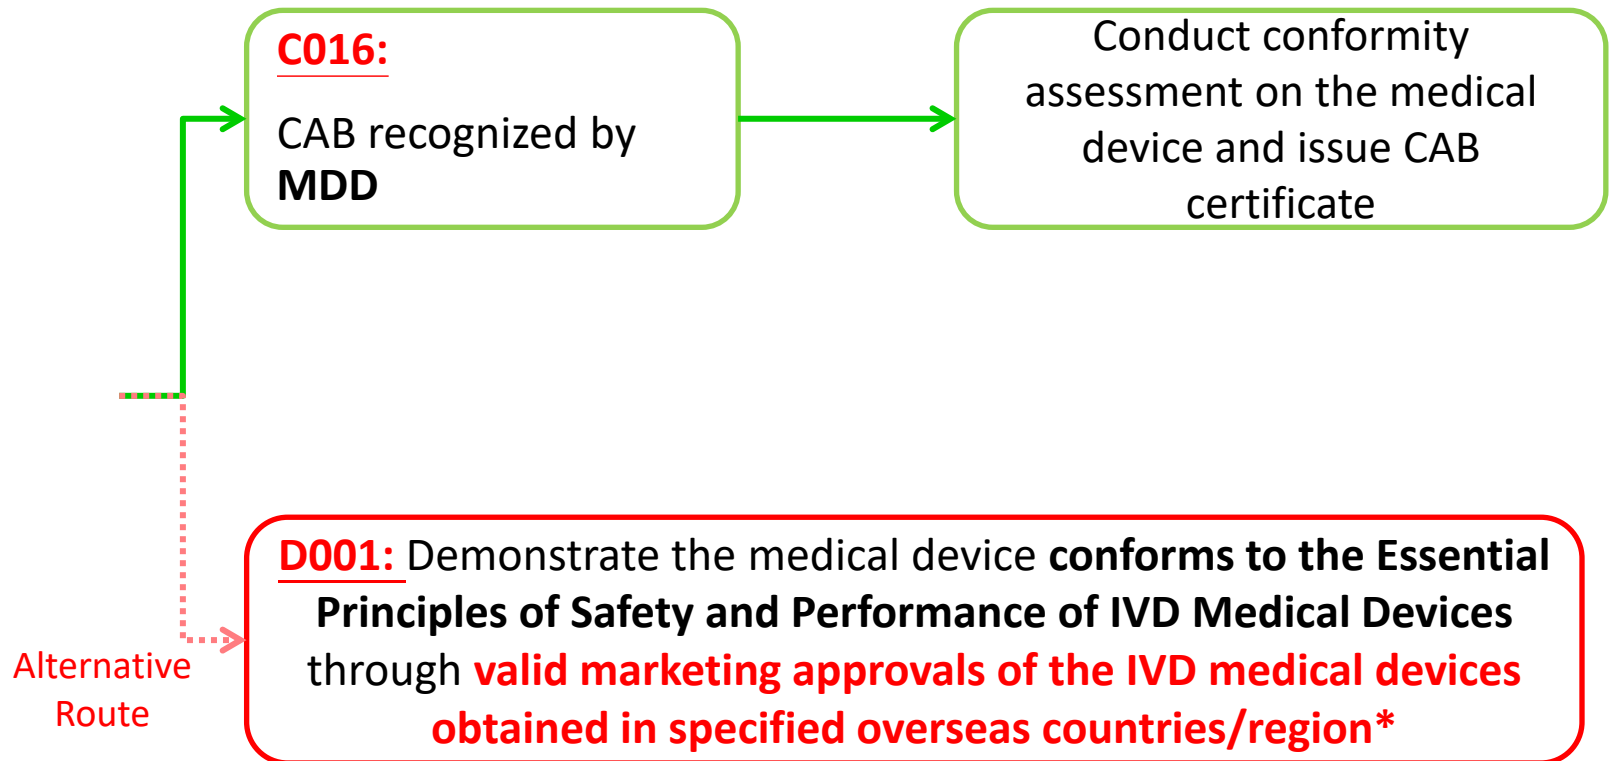 C016:
CAB recognized by
MDD
Conduct conformity
assessment on the medical
device and issue CAB
certificate
Alternative
Route
D001: Demonstrate the medical device conforms to the Essential
Principles of Safety and Performance of IVD Medical Devices
through valid marketing approvals of the IVD medical devices
obtained in specified overseas countries/region*